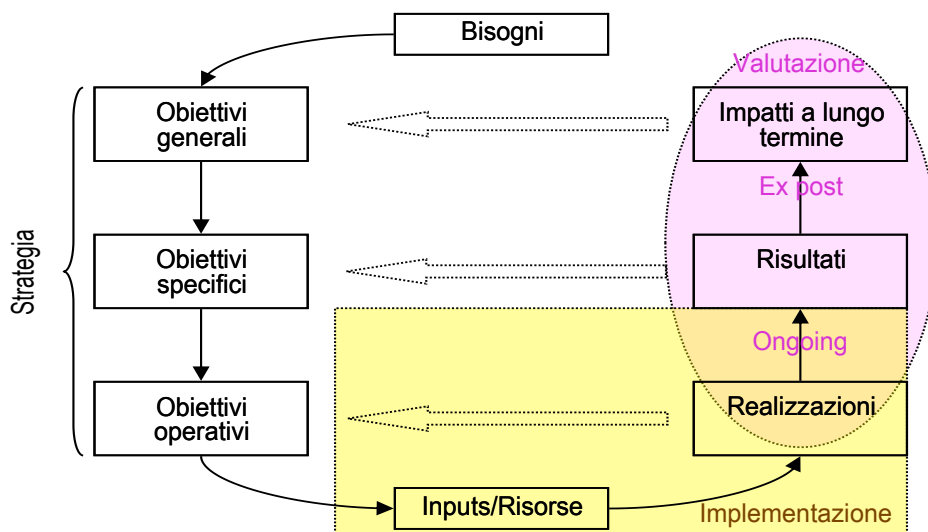 Bisogni
Valutazione
Obiettivi
generali
Impatti a lungo
termine
Ex post
Strategia
Obiettivi
specifici
Risultati
Ongoing
Obiettivi
operativi
Realizzazioni
Inputs/Risorse
Implementazione